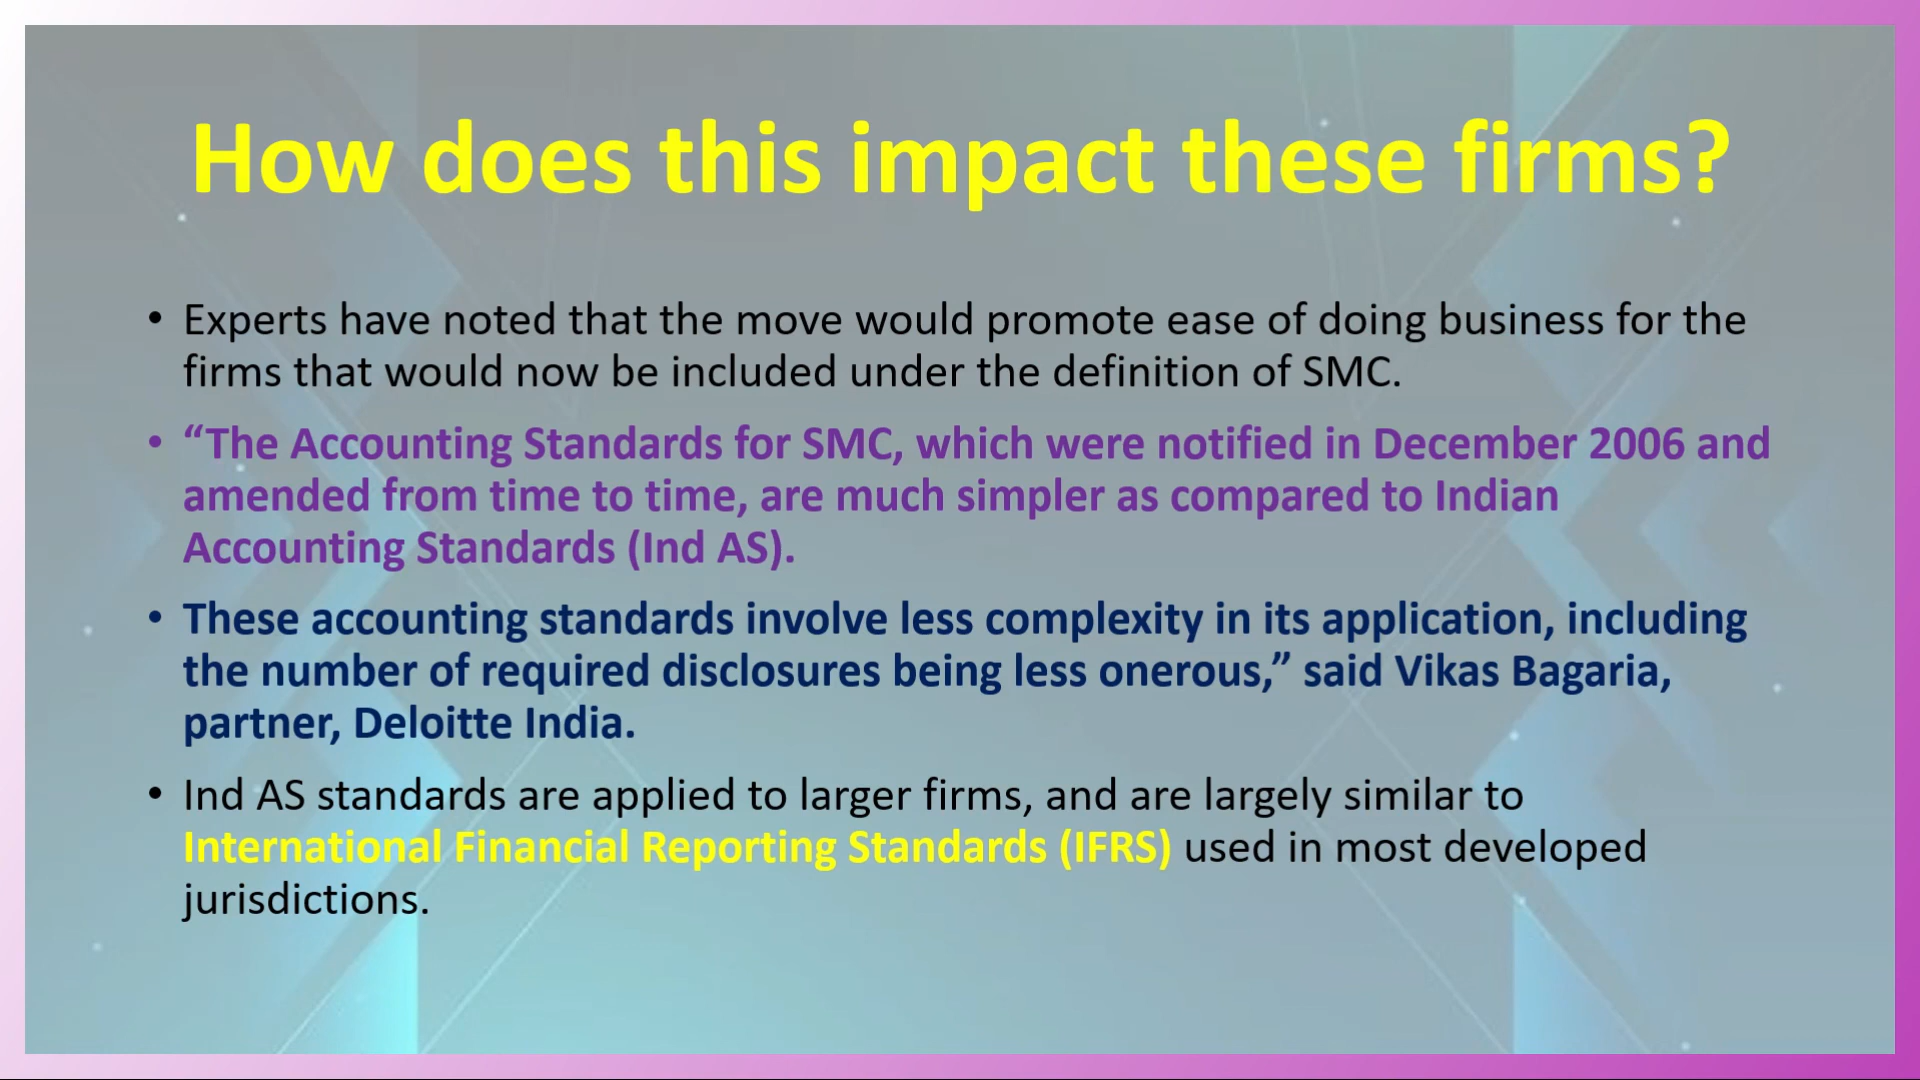 How does this impact these firms?
• Experts have noted that the move would promote ease of doing business for the
firms that would now be included under the definition of SMC.
• “The Accounting Standards for SMC, which were notified in December 2006 and
amended from time to time, are much simpler as compared to Indian
Accounting Standards (Ind AS).
• These accounting standards involve less complexity in its application, including
the number of required disclosures being less onerous,” said Vikas Bagaria,
partner, Deloitte India.
• Ind AS standards are applied to larger firms, and are largely similar to
International Financial Reporting Standards (IFRS) used in most developed
jurisdictions.